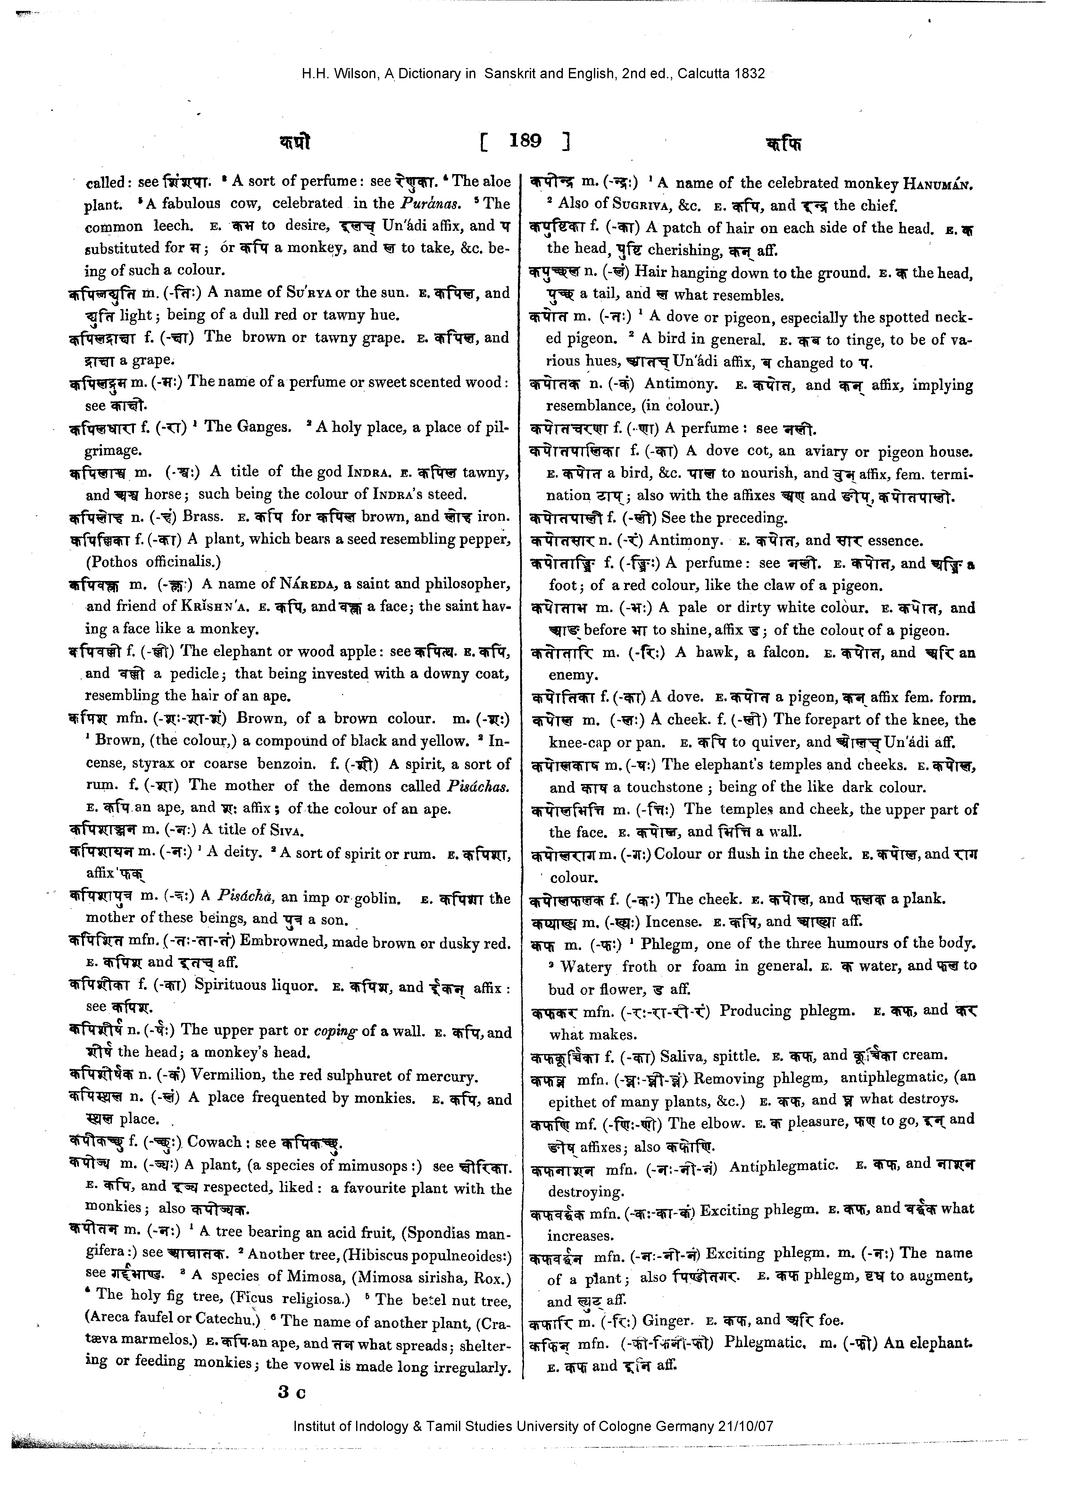 H.H. Wilson, A Dictionary in Sanskrit and English, 2nd ed., Calcutta 1832
कपी
[ 189 ]
कफि
called: see शिंशपा. ³ A sort of perfume: see रेणुका. ⁴ The aloe
plant. ⁵ A fabulous cow, celebrated in the Puránas. ⁵ The
common leech. E. कभ to desire, इलच् Un'ádi affix, and प
substituted for भ; or कपि a monkey, and ल to take, &c. be-
ing of such a colour.
कपिलद्युति m. (-तिः) A name of SU'RYA or the sun. E. कपिल, and
द्युति light; being of a dull red or tawny hue.
कपिलद्राक्षा f. (-क्षा) The brown or tawny grape. E. कपिल, and
द्राक्षा a grape.
कपिलद्रुम m. (-मः) The name of a perfume or sweet scented wood:
see काक्षी.
कपिलधारा f. (-रा) ¹ The Ganges. ² A holy place, a place of pil-
grimage.
कपिलाश्व m. (-श्वः) A title of the god INDRA. E. कपिल tawny,
and अश्व horse; such being the colour of INDRA's steed.
कपिलोह n. (-हं) Brass. E. कपि for कपिल brown, and लोह iron.
कपिल्लिका f. (-का) A plant, which bears a seed resembling pepper,
(Pothos officinalis.)
कपिवक्त्र m. (-क्त्रः) A name of NÁREDA, a saint and philosopher,
and friend of KRĬSHN'A. E. कपि, and वक्त्र a face; the saint hav-
ing a face like a monkey.
कपिवल्ली f. (-ल्ली) The elephant or wood apple: see कपित्थ. E. कपि,
and वल्ली a pedicle; that being invested with a downy coat,
resembling the hair of an ape.
कपिश mfn. (-शः-शा-शं) Brown, of a brown colour. m. (-शः)
¹ Brown, (the colour,) a compound of black and yellow. ² In-
cense, styrax or coarse benzoin. f. (-शी) A spirit, a sort of
rum. f. (-शा) The mother of the demons called Pisáchas.
E. कपि an ape, and शः affix; of the colour of an ape.
कपिशाञ्जन m. (-नः) A title of SIVA.
कपिशायन m. (-नः) ¹ A deity. ² A sort of spirit or rum. E. कपिशा,
affix फक्
कपिशापुत्र m. (-त्रः) A Pisácha, an imp or goblin. E. कपिशा the
mother of these beings, and पुत्र a son.
कपिशित mfn. (-तः-ता-तं) Embrowned, made brown or dusky red.
E. कपिश and इतच् aff.
कपिशीका f. (-का) Spirituous liquor. E. कपिश, and ईकन् affix:
see कपिश.
कपिशीर्ष n. (-र्षः) The upper part or coping of a wall. E. कपि, and
शीर्ष the head; a monkey's head.
कपिशीर्षक n. (-कं) Vermilion, the red sulphuret of mercury.
कपिस्थल n. (-लं) A place frequented by monkies. E. कपि, and
स्थल place.
कपीकच्छु f. (-च्छुः) Cowach: see कपिकच्छु.
कपीज्य m. (-ज्यः) A plant, (a species of mimusops:) see क्षीरिका.
E. कपि, and इज्य respected, liked: a favourite plant with the
monkies; also कपीज्यक.
कपीतन m. (-नः) ¹ A tree bearing an acid fruit, (Spondias man-
gifera:) see आम्रातक. ² Another tree, (Hibiscus populneoides:)
see गर्द्दभाण्ड. ³ A species of Mimosa, (Mimosa sirisha, Rox.)
⁴ The holy fig tree, (Ficus religiosa.) ⁵ The betel nut tree,
(Areca faufel or Catechu.) ⁶ The name of another plant, (Cra-
tæva marmelos.) E. कपि an ape, and तन what spreads; shelter-
ing or feeding monkies; the vowel is made long irregularly.
कपीन्द्र m. (-न्द्रः) ¹ A name of the celebrated monkey HANUMÁN.
² Also of SUGRIVA, &c. E. कपि, and इन्द्र the chief.
कपुष्टिका f. (-का) A patch of hair on each side of the head. E. क
the head, पुष्टि cherishing, कन् aff.
कपुच्छल n. (-लं) Hair hanging down to the ground. E. क the head,
पुच्छ a tail, and ल what resembles.
कपोत m. (-तः) ¹ A dove or pigeon, especially the spotted neck-
ed pigeon. ² A bird in general. E. कब to tinge, to be of va-
rious hues, ओतच् Un'ádi affix, ब changed to प.
कपोतक n. (-कं) Antimony. E. कपोत, and कन् affix, implying
resemblance, (in colour.)
कपोतचरणा f. (-णा) A perfume: see नली.
कपोतपालिका f. (-का) A dove cot, an aviary or pigeon house.
E. कपोत a bird, &c. पाल to nourish, and वुन् affix, fem. termi-
nation टाप्; also with the affixes अण and ङीप्, कपोतपाली.
कपोतपाली f. (-ली) See the preceding.
कपोतसार n. (-रं) Antimony. E. कपोत, and सार essence.
कपोताङ्घ्रि f. (-ङ्घ्रिः) A perfume: see नली. E. कपोत, and अङ्घ्रि a
foot; of a red colour, like the claw of a pigeon.
कपोताभ m. (-भः) A pale or dirty white colour. E. कपोत, and
आङ् before भा to shine, affix ड; of the colour of a pigeon.
कतोतारि m. (-रिः) A hawk, a falcon. E. कपोत, and अरि an
enemy.
कपोतिका f. (-का) A dove. E. कपोत a pigeon, कन् affix fem. form.
कपोल m. (-लः) A cheek. f. (-ली) The forepart of the knee, the
knee-cap or pan. E. कपि to quiver, and ओलच् Un'ádi aff.
कपोलकाष m. (-षः) The elephant's temples and cheeks. E. कपोल,
and काष a touchstone; being of the like dark colour.
कपोलभित्ति m. (-त्तिः) The temples and cheek, the upper part of
the face. E. कपोल, and भित्ति a wall.
कपोलराग m. (-गः) Colour or flush in the cheek. E. कपोल, and राग
colour.
कपोलफलक f. (-कः) The cheek. E. कपोल, and फलक a plank.
कप्याख्य m. (-ख्यः) Incense. E. कपि, and आख्या aff.
कफ m. (-फः) ¹ Phlegm, one of the three humours of the body.
² Watery froth or foam in general. E. क water, and फल to
bud or flower, ड aff.
कफकर mfn. (-रः-रा-री-रं) Producing phlegm. E. कफ, and कर
what makes.
कफकूर्चिका f. (-का) Saliva, spittle. E. कफ, and कूर्चिका cream.
कफघ्न mfn. (-घ्नः-घ्नी-घ्नं) Removing phlegm, antiphlegmatic, (an
epithet of many plants, &c.) E. कफ, and घ्न what destroys.
कफणि mf. (-णिः-णी) The elbow. E. क pleasure, फण to go, इन् and
ङीष् affixes; also कफोणि.
कफनाशन mfn. (-नः-नी-नं) Antiphlegmatic. E. कफ, and नाशन
destroying.
कफवर्द्धक mfn. (-कः-का-कं) Exciting phlegm. E. कफ, and वर्द्धक what
increases.
कफवर्द्धन mfn. (-नः-नी-नं) Exciting phlegm. m. (-नः) The name
of a plant; also पिण्डीतगर. E. कफ phlegm, हध to augment,
and ल्युट् aff.
कफारि m. (-रिः) Ginger. E. कफ, and अरि foe.
कफिन् mfn. (-फी-फिनी-फी) Phlegmatic. m. (-फी) An elephant.
E. कफ and इनि aff.
3 C
Institut of Indology & Tamil Studies University of Cologne Germany 21/10/07